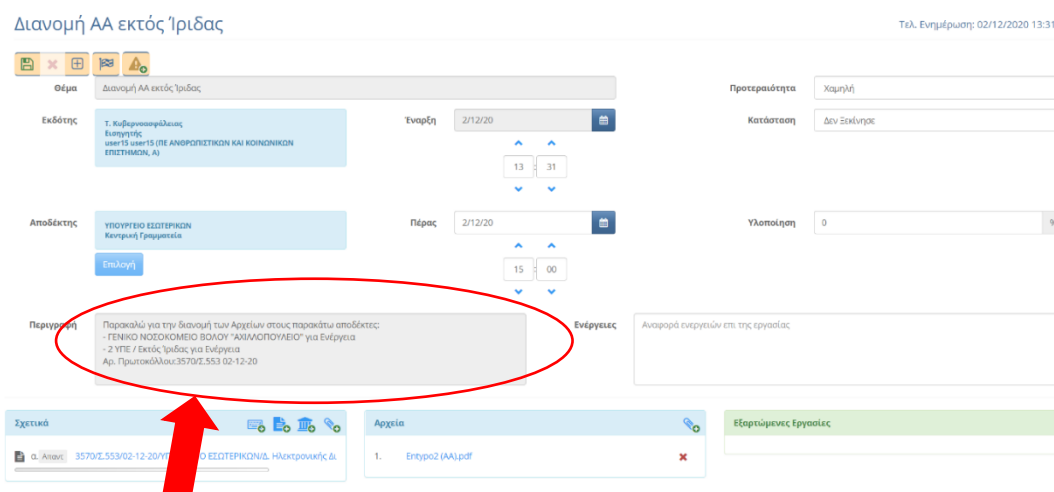 Διανομή ΑΑ εκτός Ίριδας
Τελ. Ενημέρωση: 02/12/2020 13:31
Θέμα
Διανομή ΑΑ εκτός Ίριδας
Προτεραιότητα
Χαμηλή
Εκδότης
Τ. Κυβερνοασφάλειας
Εισηγητής
user15 user15 (ΠΕ ΑΝΘΡΩΠΙΣΤΙΚΩΝ ΚΑΙ ΚΟΙΝΩΝΙΚΩΝ
ΕΠΙΣΤΗΜΩΝ, Α)
Έναρξη
2/12/20
13 : 31
Κατάσταση
Δεν Ξεκίνησε
Αποδέκτης
ΥΠΟΥΡΓΕΙΟ ΕΣΩΤΕΡΙΚΩΝ
Κεντρική Γραμματεία
Επιλογή
Πέρας
2/12/20
15 : 00
Υλοποίηση
0 %
Περιγραφή
Παρακαλώ για την διανομή των Αρχείων στους παρακάτω αποδέκτες:
- ΓΕΝΙΚΟ ΝΟΣΟΚΟΜΕΙΟ ΒΟΛΟΥ "ΑΧΙΛΛΟΠΟΥΛΕΙΟ" για Ενέργεια
- 2 ΥΠΕ / Εκτός Ίριδας για Ενέργεια
Αρ. Πρωτοκόλλου:3570/Σ.553 02-12-20
Ενέργειες
Αναφορά ενεργειών επι της εργασίας
Σχετικά
α. Απαντ 3570/Σ.553/02-12-20/ΥΠ Ο ΕΣΩΤΕΡΙΚΩΝ/Δ. Ηλεκτρονικής Δι
Αρχεία
1. Entypo2 (AA).pdf
Εξαρτώμενες Εργασίες